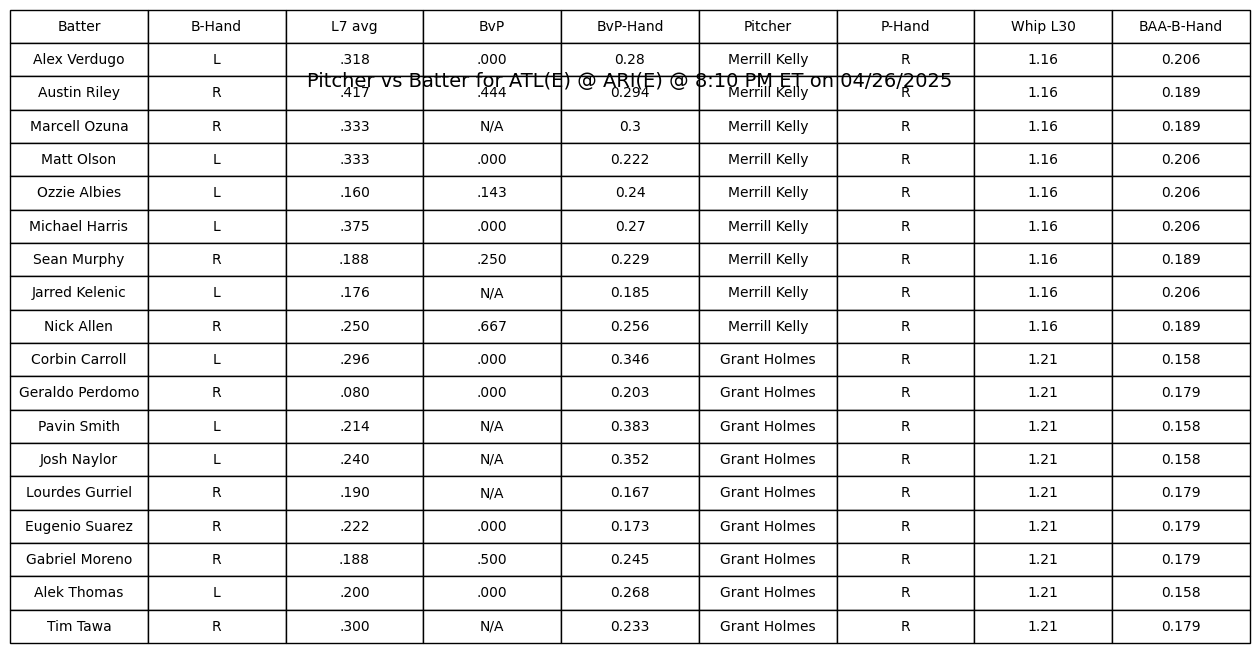 Batter B-Hand L7 avg BvP BvP-Hand Pitcher P-Hand Whip L30 BAA-B-Hand
Alex Verdugo L .318 .000 0.28 Merrill Kelly R 1.16 0.206
Pitcher vs Batter for ATL(E) @ ARI(E) @ 8:10 PM ET on 04/26/2025
Austin Riley R .417 .444 0.294 Merrill Kelly R 1.16 0.189
Marcell Ozuna R .333 N/A 0.3 Merrill Kelly R 1.16 0.189
Matt Olson L .333 .000 0.222 Merrill Kelly R 1.16 0.206
Ozzie Albies L .160 .143 0.24 Merrill Kelly R 1.16 0.206
Michael Harris L .375 .000 0.27 Merrill Kelly R 1.16 0.206
Sean Murphy R .188 .250 0.229 Merrill Kelly R 1.16 0.189
Jarred Kelenic L .176 N/A 0.185 Merrill Kelly R 1.16 0.206
Nick Allen R .250 .667 0.256 Merrill Kelly R 1.16 0.189
Corbin Carroll L .296 .000 0.346 Grant Holmes R 1.21 0.158
Geraldo Perdomo R .080 .000 0.203 Grant Holmes R 1.21 0.179
Pavin Smith L .214 N/A 0.383 Grant Holmes R 1.21 0.158
Josh Naylor L .240 N/A 0.352 Grant Holmes R 1.21 0.158
Lourdes Gurriel R .190 N/A 0.167 Grant Holmes R 1.21 0.179
Eugenio Suarez R .222 .000 0.173 Grant Holmes R 1.21 0.179
Gabriel Moreno R .188 .500 0.245 Grant Holmes R 1.21 0.179
Alek Thomas L .200 .000 0.268 Grant Holmes R 1.21 0.158
Tim Tawa R .300 N/A 0.233 Grant Holmes R 1.21 0.179